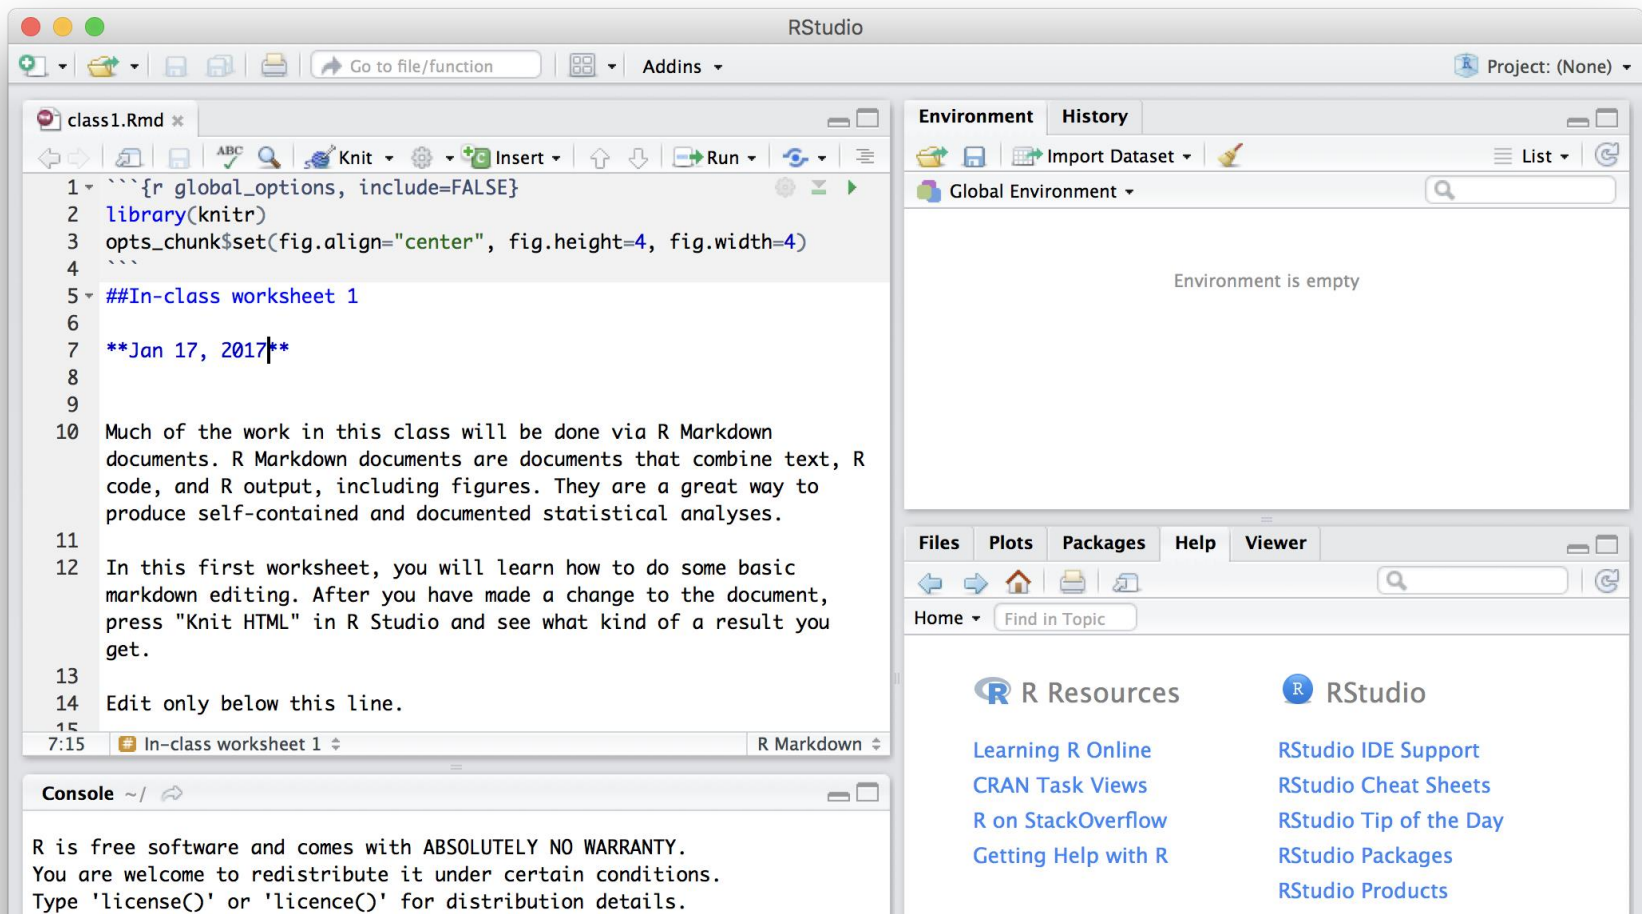 RStudio
Go to file/function
Addins
Project: (None)
class1.Rmd
ABC
Knit
Insert
Run
1 ```{r global_options, include=FALSE}
2 library(knitr)
3 opts_chunk$set(fig.align="center", fig.height=4, fig.width=4)
4 ```
5 ##In-class worksheet 1
6
7 **Jan 17, 2017**
8
9
10 Much of the work in this class will be done via R Markdown
documents. R Markdown documents are documents that combine text, R
code, and R output, including figures. They are a great way to
produce self-contained and documented statistical analyses.
11
12 In this first worksheet, you will learn how to do some basic
markdown editing. After you have made a change to the document,
press "Knit HTML" in R Studio and see what kind of a result you
get.
13
14 Edit only below this line.
15
7:15 # In-class worksheet 1
R Markdown
Console ~/
R is free software and comes with ABSOLUTELY NO WARRANTY.
You are welcome to redistribute it under certain conditions.
Type 'license()' or 'licence()' for distribution details.
Environment History
Import Dataset
List
Global Environment
Environment is empty
Files Plots Packages Help Viewer
Home Find in Topic
R R Resources
Learning R Online
CRAN Task Views
R on StackOverflow
Getting Help with R
R RStudio
RStudio IDE Support
RStudio Cheat Sheets
RStudio Tip of the Day
RStudio Packages
RStudio Products